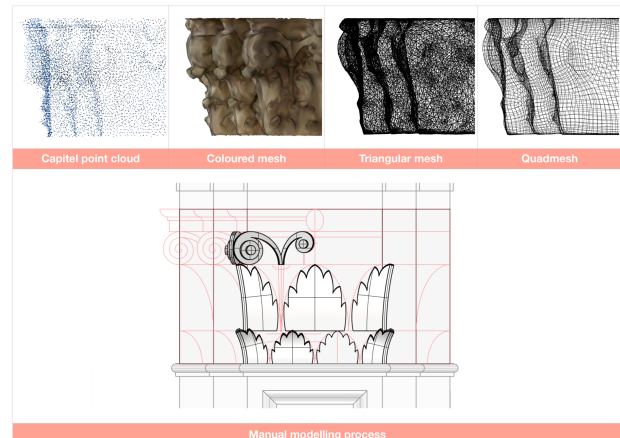 Capitel point cloud
Coloured mesh
Triangular mesh
Quadmesh
Manual modelling process